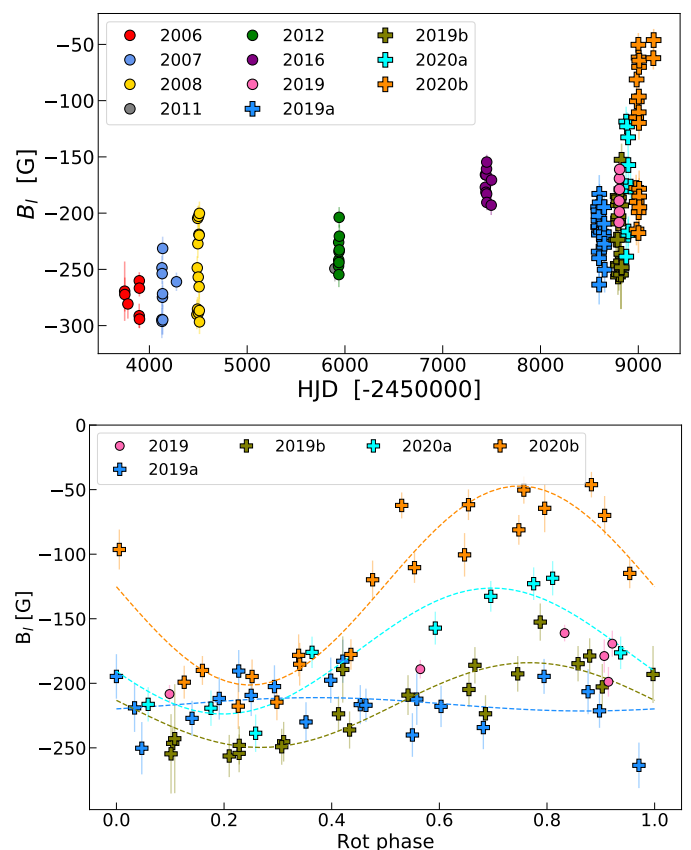 2006 2012 2019b
2007 2016 2020a
2008 2019 2020b
2011 2019a
−50
−100
−150
−200
−250
−300
B_l [G]
4000 5000 6000 7000 8000 9000
HJD [-2450000]
2019 2019b 2020a 2020b
2019a
0
−50
−100
−150
−200
−250
B_l [G]
0.0 0.2 0.4 0.6 0.8 1.0
Rot phase